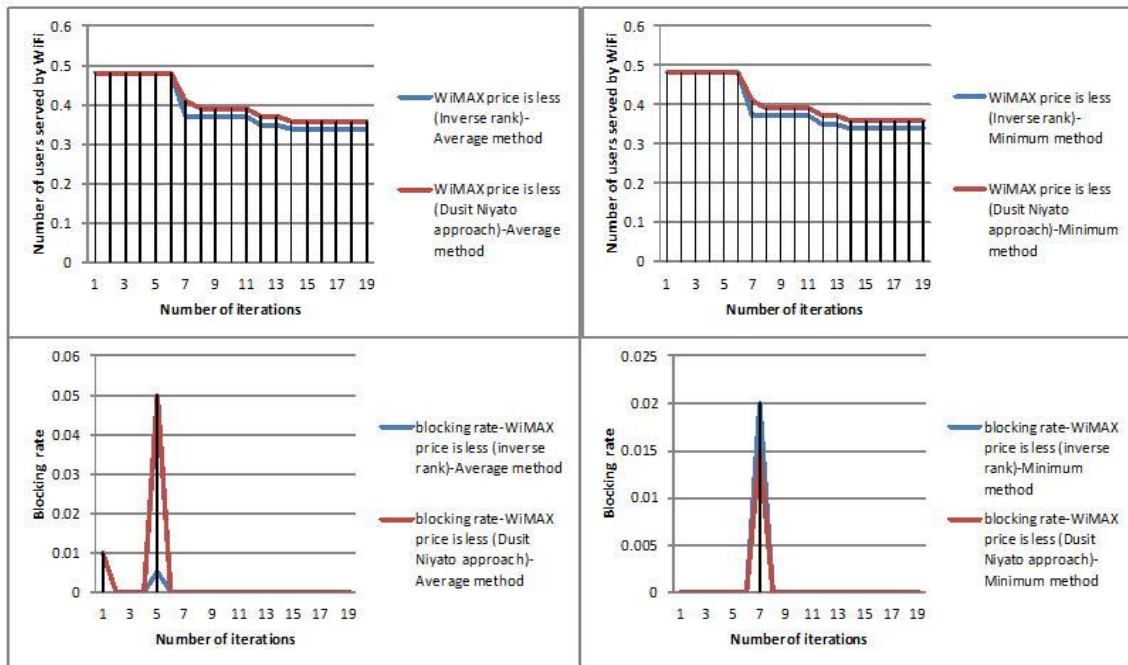 Number of users served by WiFi
0.6
0.5
0.4
0.3
0.2
0.1
0
1 3 5 7 9 11 13 15 17 19
Number of iterations
WiMAX price is less
(Inverse rank)-
Average method
WiMAX price is less
(Dusit Niyato
approach)-Average
method
Number of users served by WiFi
0.6
0.5
0.4
0.3
0.2
0.1
0
1 3 5 7 9 11 13 15 17 19
Number of iterations
WiMAX price is less
(Inverse rank)-
Minimum method
WiMAX price is less
(Dusit Niyato
approach)-Minimum
method
Blocking rate
0.06
0.05
0.04
0.03
0.02
0.01
0
1 3 5 7 9 11 13 15 17 19
Number of iterations
blocking rate-WiMAX
price is less (inverse
rank)-Average method
blocking rate-WiMAX
price is less (Dusit
Niyato approach)-
Average method
Blocking rate
0.025
0.02
0.015
0.01
0.005
0
1 3 5 7 9 11 13 15 17 19
Number of iterations
blocking rate-WiMAX
price is less (inverse
rank)-Minimum
method
blocking rate-WiMAX
price is less (Dusit
Niyato approach)-
Minimum method